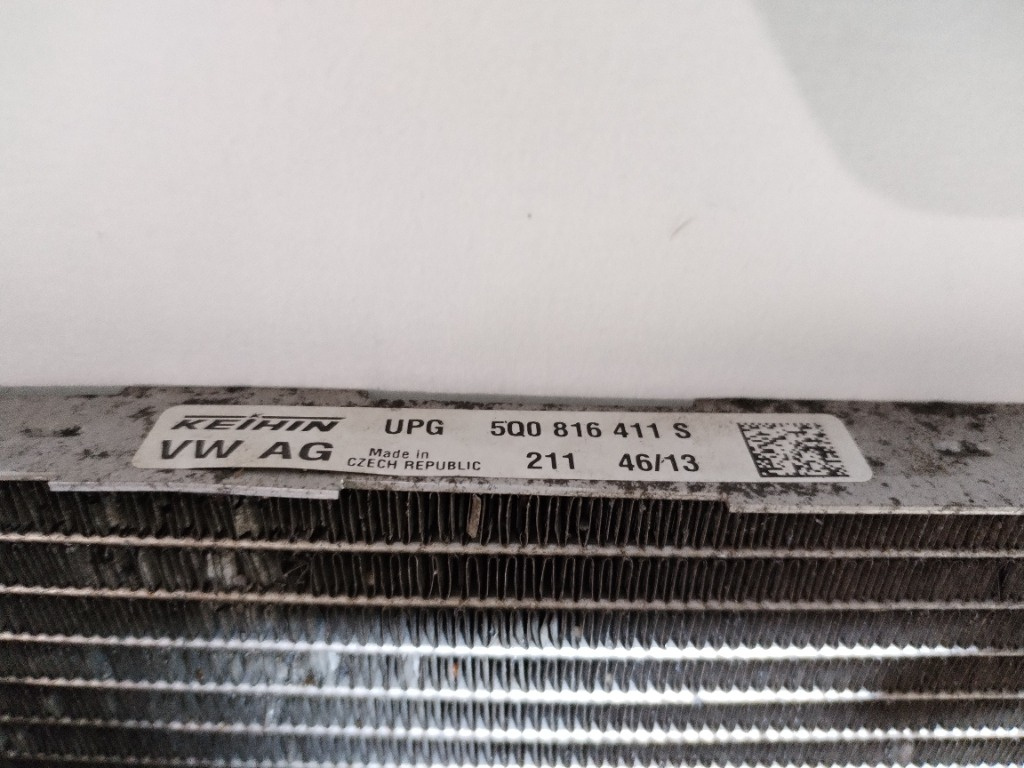 KEIHIN UPG 5Q0 816 411 S
VW AG Made in CZECH REPUBLIC 211 46/13